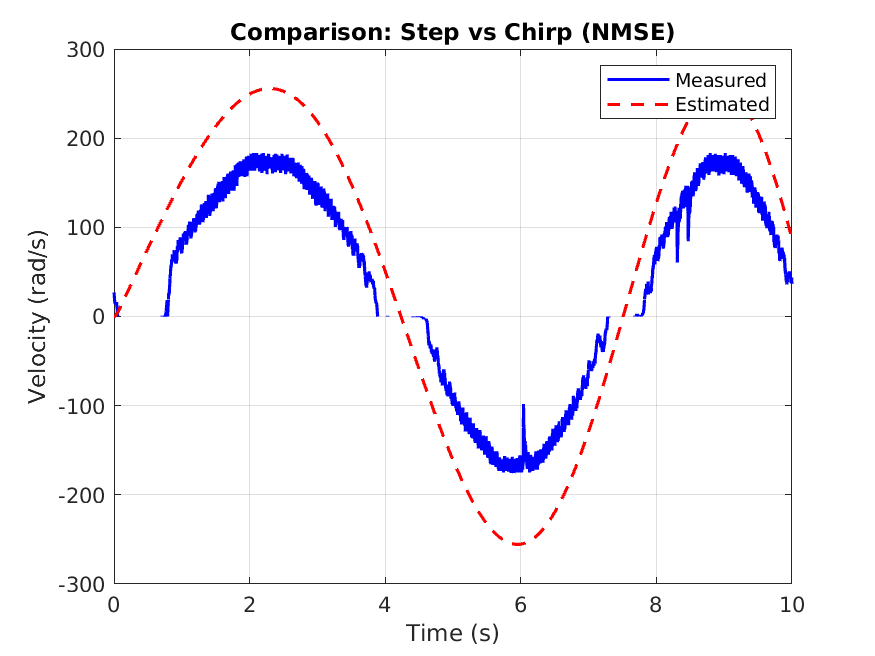 Comparison: Step vs Chirp (NMSE)
Measured
Estimated
Velocity (rad/s)
300
200
100
0
-100
-200
-300
0 2 4 6 8 10
Time (s)